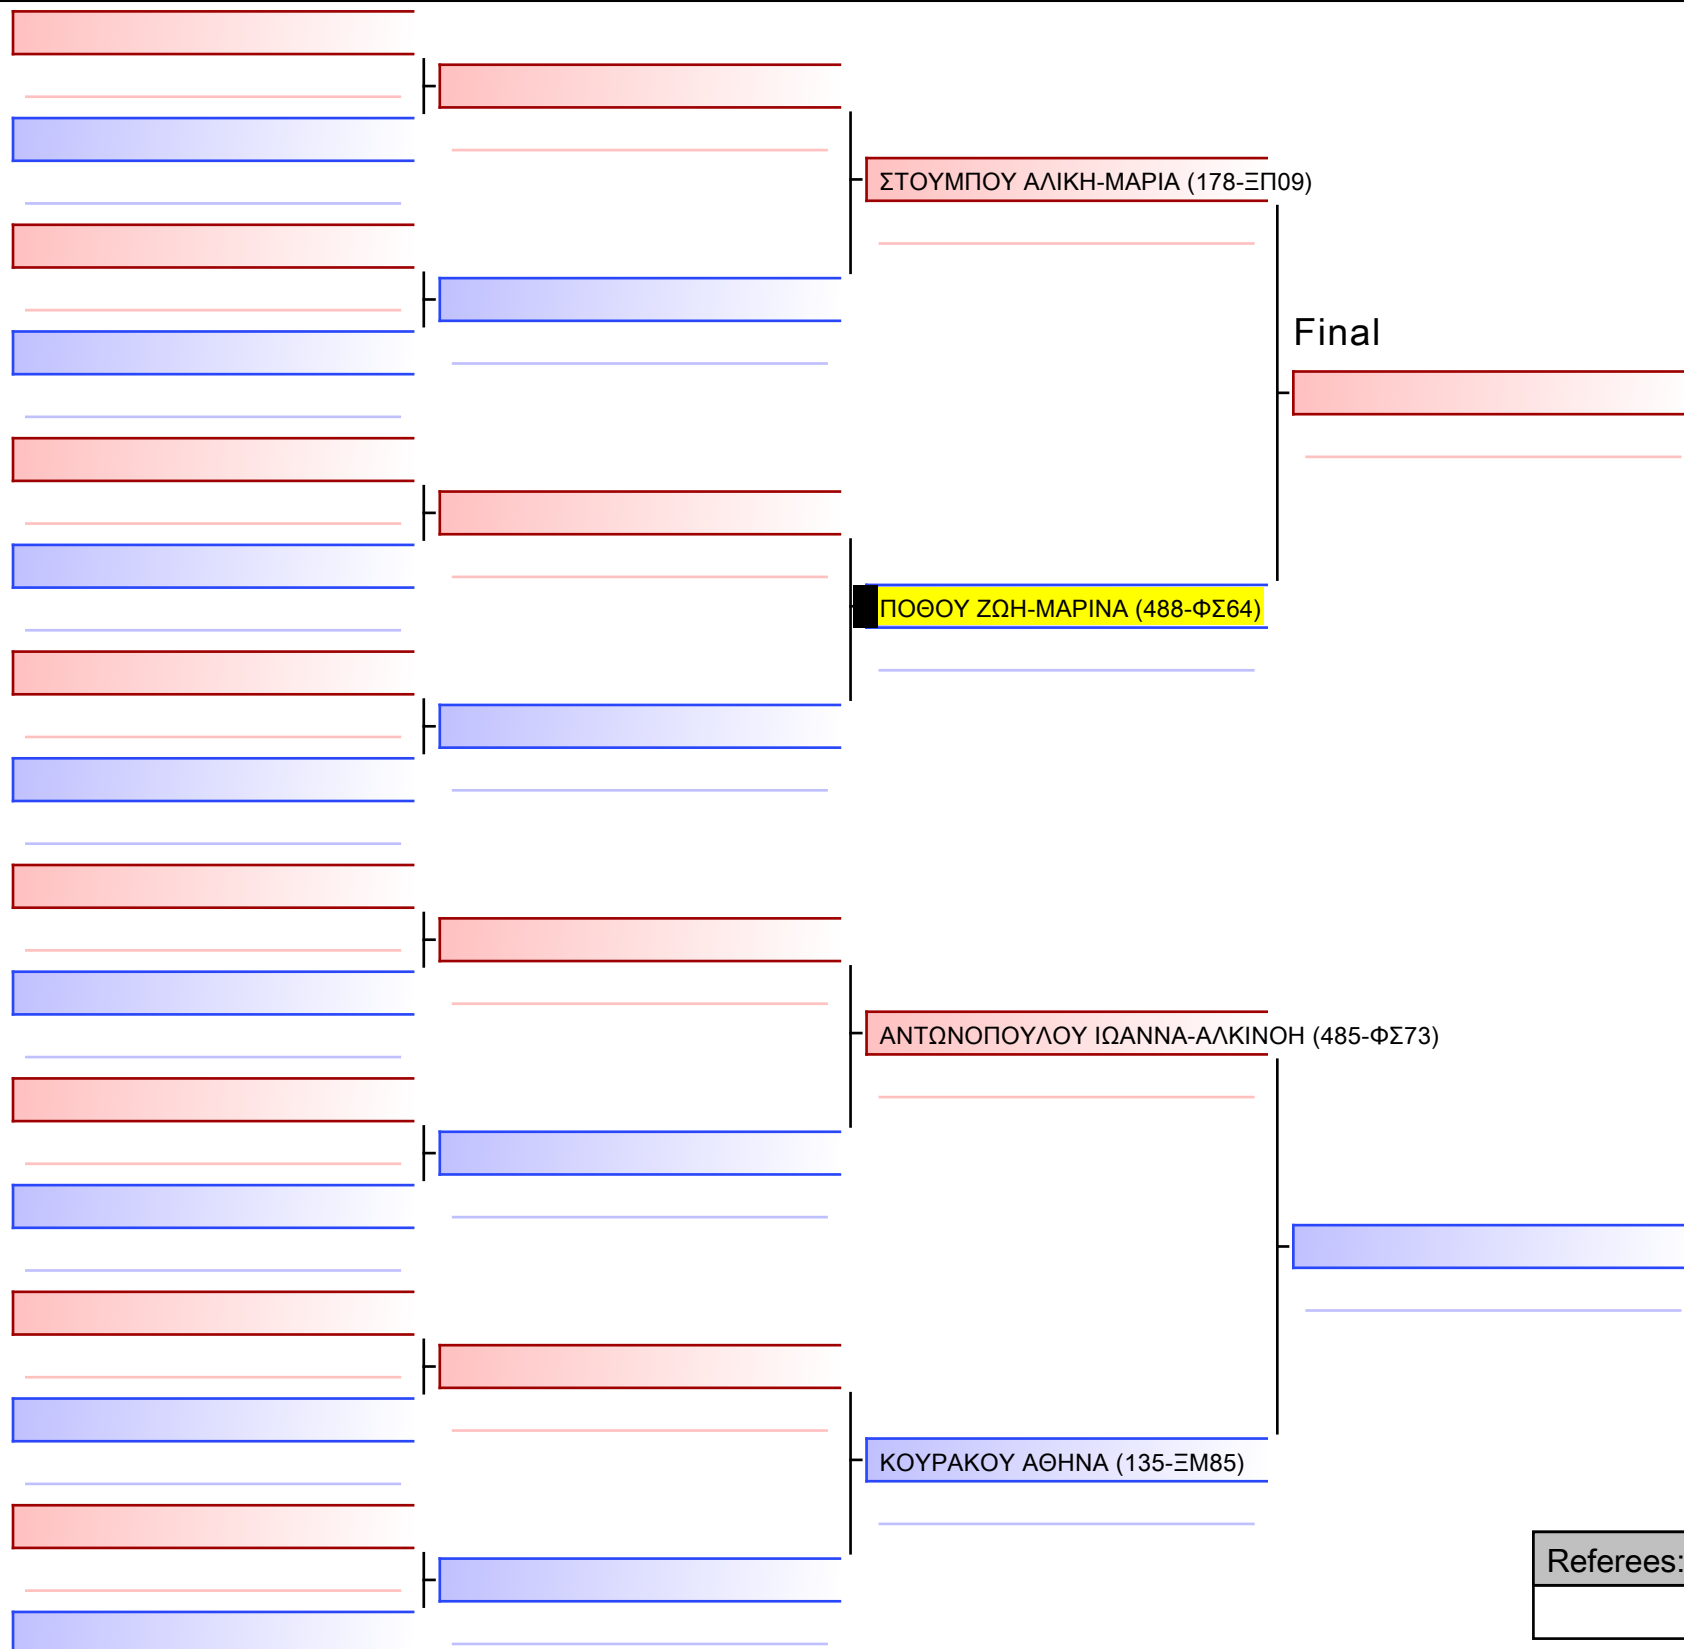 ΣΤΟΥΜΠΟΥ ΑΛΙΚΗ-ΜΑΡΙΑ (178-ΞΠ09)
Final
ΠΟΘΟΥ ΖΩΗ-ΜΑΡΙΝΑ (488-ΦΣ64)
ΑΝΤΩΝΟΠΟΥΛΟΥ ΙΩΑΝΝΑ-ΑΛΚΙΝΟΗ (485-ΦΣ73)
ΚΟΥΡΑΚΟΥ ΑΘΗΝΑ (135-ΞΜ85)
Referees: